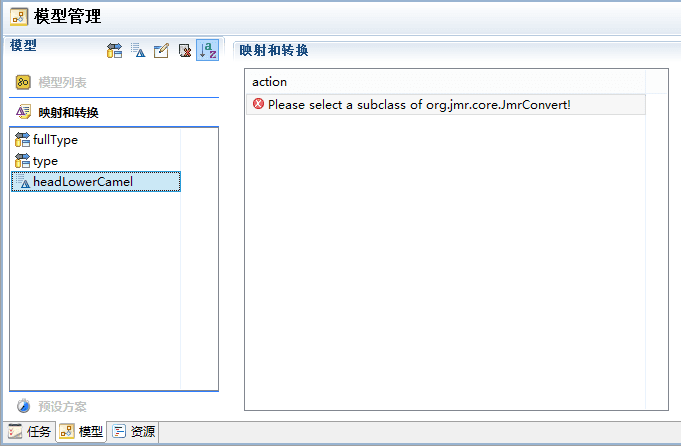 模型管理
模型
模型列表
映射和转换
fullType
type
headLowerCamel
预设方案
映射和转换
action
Please select a subclass of org.jmr.core.JmrConvert!
任务
模型
资源